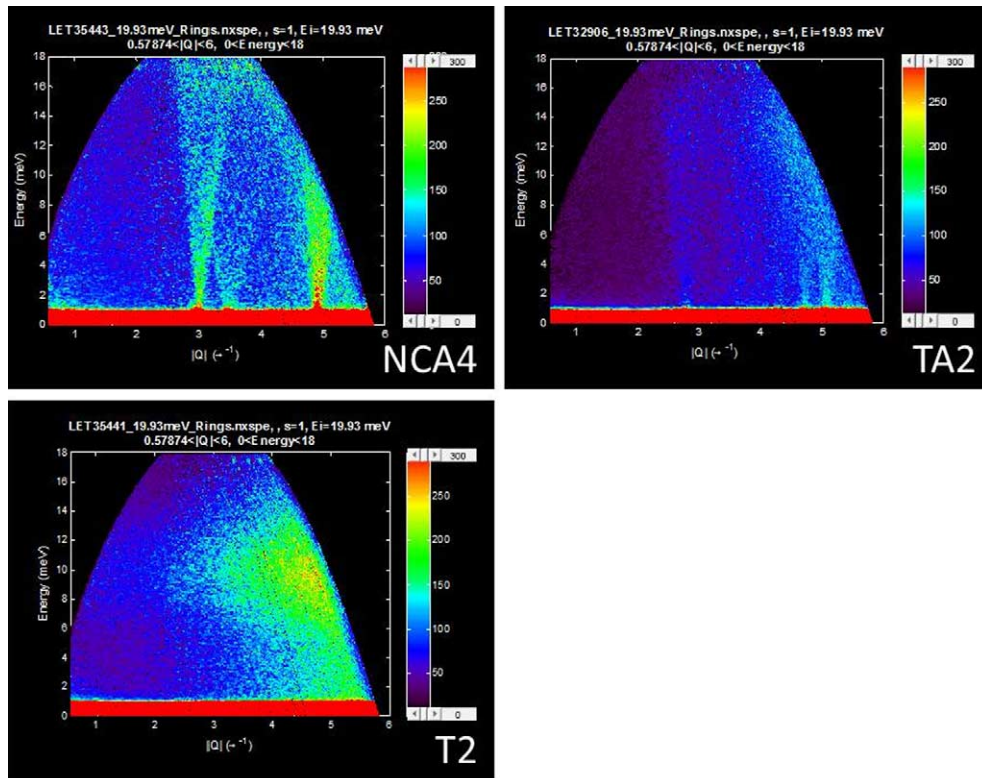 LET35443_19.93meV_Rings.nxspe, , s=1, Ei=19.93 meV
0.57874<|Q|<6, 0<Energy<18
18
16
14
12
10
8
6
4
2
0
Energy (meV)
1 2 3 4 5 6
|Q| (→ ⁻¹)
300
250
200
150
100
50
0
NCA4
LET32906_19.93meV_Rings.nxspe, , s=1, Ei=19.93 meV
0.57874<|Q|<6, 0<Energy<18
18
16
14
12
10
8
6
4
2
0
Energy (meV)
1 2 3 4 5 6
|Q| (→ ⁻¹)
300
250
200
150
100
50
0
TA2
LET35441_19.93meV_Rings.nxspe, , s=1, Ei=19.93 meV
0.57874<|Q|<6, 0<Energy<18
18
16
14
12
10
8
6
4
2
0
Energy (meV)
1 2 3 4 5 6
|Q| (→ ⁻¹)
300
250
200
150
100
50
0
T2